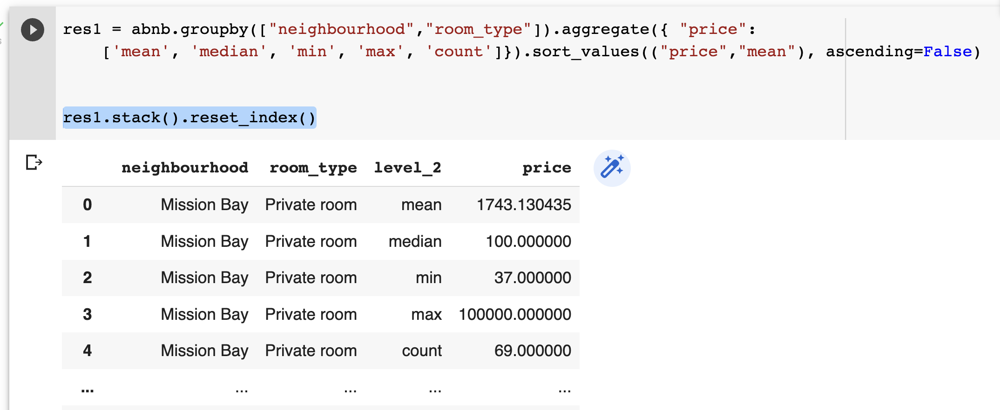 res1 = abnb.groupby(["neighbourhood","room_type"]).aggregate({ "price":
['mean', 'median', 'min', 'max', 'count']}).sort_values(("price","mean"), ascending=False)
res1.stack().reset_index()
neighbourhood room_type level_2 price
0 Mission Bay Private room mean 1743.130435
1 Mission Bay Private room median 100.000000
2 Mission Bay Private room min 37.000000
3 Mission Bay Private room max 100000.000000
4 Mission Bay Private room count 69.000000
... ... ... ... ...